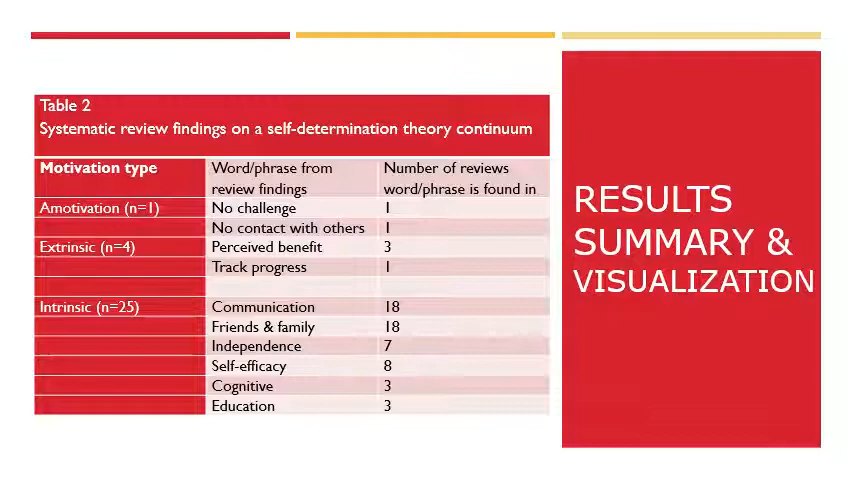 Table 2
Systematic review findings on a self-determination theory continuum
Motivation type
Word/phrase from
review findings
Number of reviews
word/phrase is found in
Amotivation (n=1) No challenge 1
No contact with others 1
Extrinsic (n=4) Perceived benefit 3
Track progress 1
Intrinsic (n=25) Communication 18
Friends & family 18
Independence 7
Self-efficacy 8
Cognitive 3
Education 3
RESULTS
SUMMARY &
VISUALIZATION